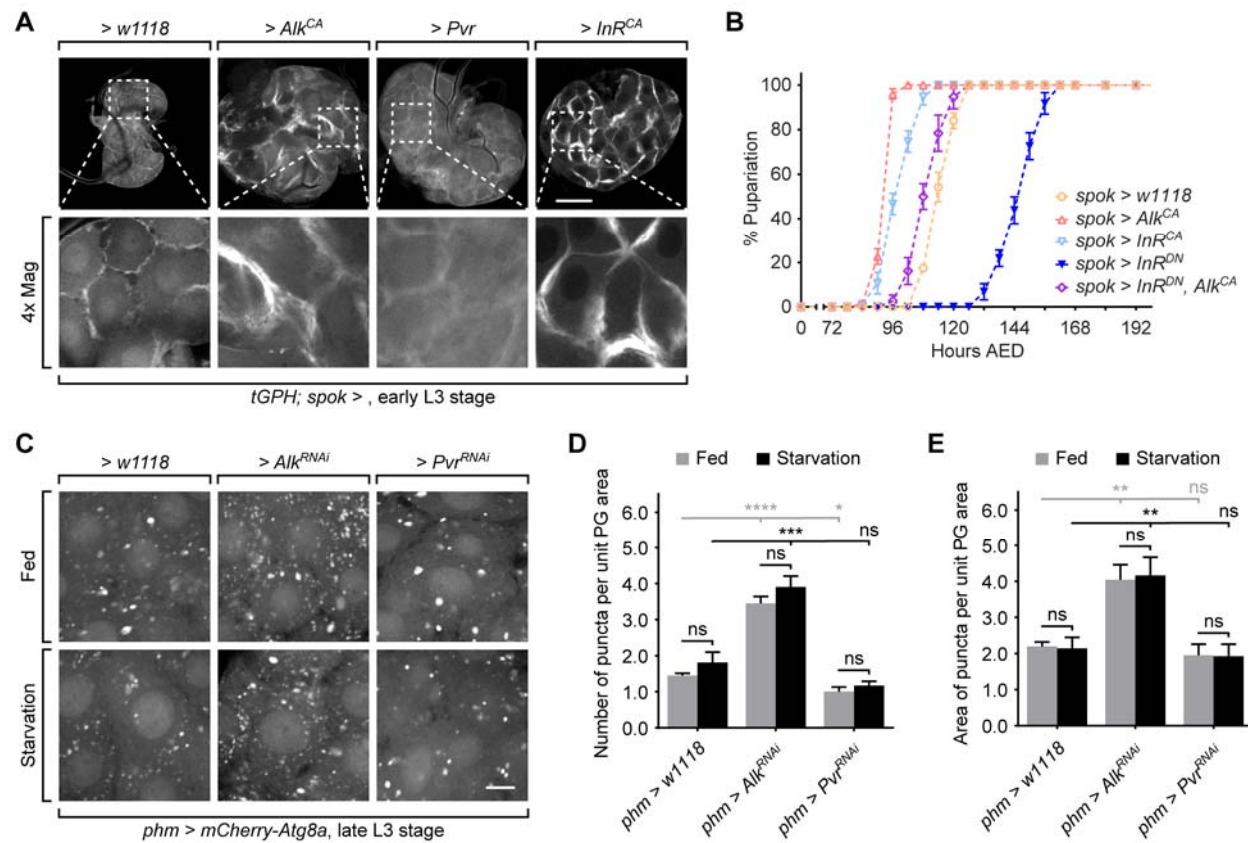 A
> w1118
> Alk^CA
> Pvr
> InR^CA
4x Mag
tGPH; spok > , early L3 stage
B
% Pupariation
100
80
60
40
20
0
0 72 96 120 144 168 192
Hours AED
spok > w1118
spok > Alk^CA
spok > InR^CA
spok > InR^DN
spok > InR^DN, Alk^CA
C
> w1118
> Alk^RNAi
> Pvr^RNAi
Fed
Starvation
phm > mCherry-Atg8a, late L3 stage
D
Fed Starvation
Number of puncta per unit PG area
6.0
5.0
4.0
3.0
2.0
1.0
0.0
**** *
*** ns
ns
ns
ns
phm > w1118
phm > Alk^RNAi
phm > Pvr^RNAi
E
Fed Starvation
Area of puncta per unit PG area
6.0
5.0
4.0
3.0
2.0
1.0
0.0
** ns
** ns
ns
ns
ns
phm > w1118
phm > Alk^RNAi
phm > Pvr^RNAi